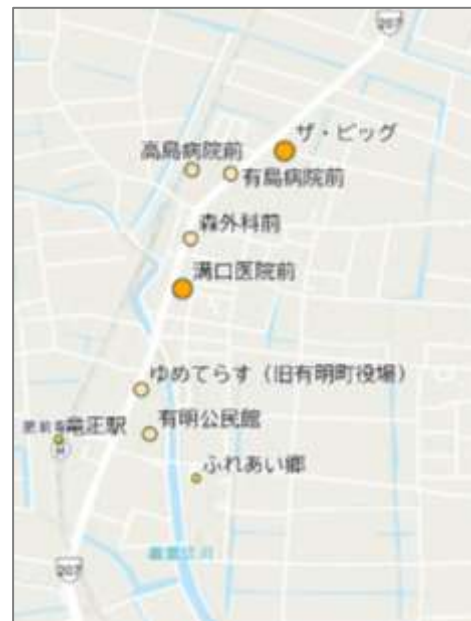 207
ザ・ビッグ
高島病院前
有島病院前
森外科前
溝口医院前
ゆめてらす（旧有明町役場）
有明公民館
竜王駅
ふれあい郷
207